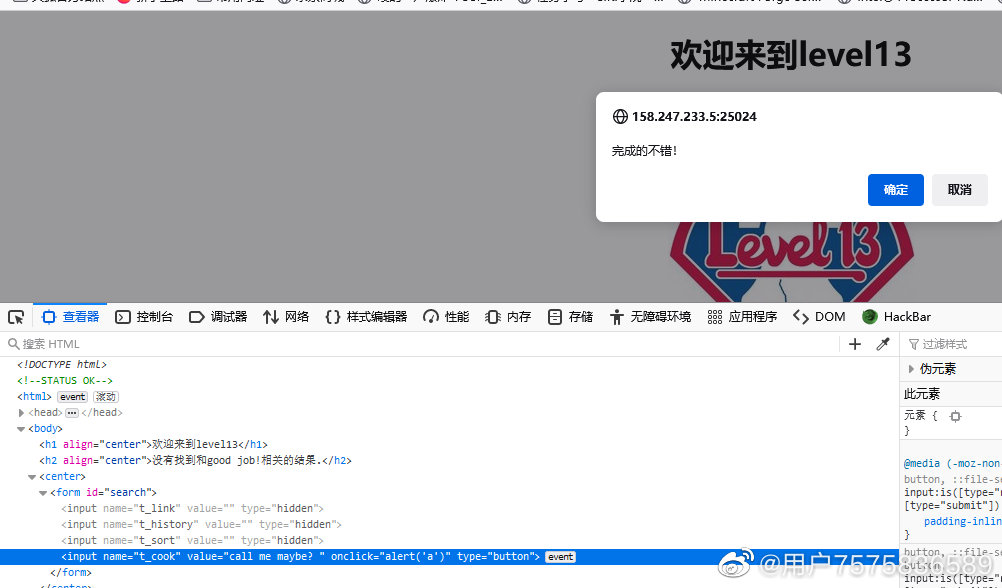 欢迎来到level13
158.247.233.5:25024
完成的不错!
确定
取消
Level 13
查看器
控制台
调试器
网络
样式编辑器
性能
内存
存储
无障碍环境
应用程序
DOM
HackBar
搜索 HTML
过滤样式
<!DOCTYPE html>
<!--STATUS OK-->
<html> event 滚动
<head> ••• </head>
<body>
<h1 align="center">欢迎来到level13</h1>
<h2 align="center">没有找到和good job!相关的结果.</h2>
<center>
<form id="search">
<input name="t_link" value="" type="hidden">
<input name="t_history" value="" type="hidden">
<input name="t_sort" value="" type="hidden">
<input name="t_cook" value="call me maybe? " onclick="alert('a')" type="button"> event
</form>
伪元素
此元素
元素 {
}
@media (-moz-non-
button, ::file-s
input:is([type="
[type="submit"])
padding-inlin
}
button, ::file-s
button,
input:is([type="
@用户7575886589